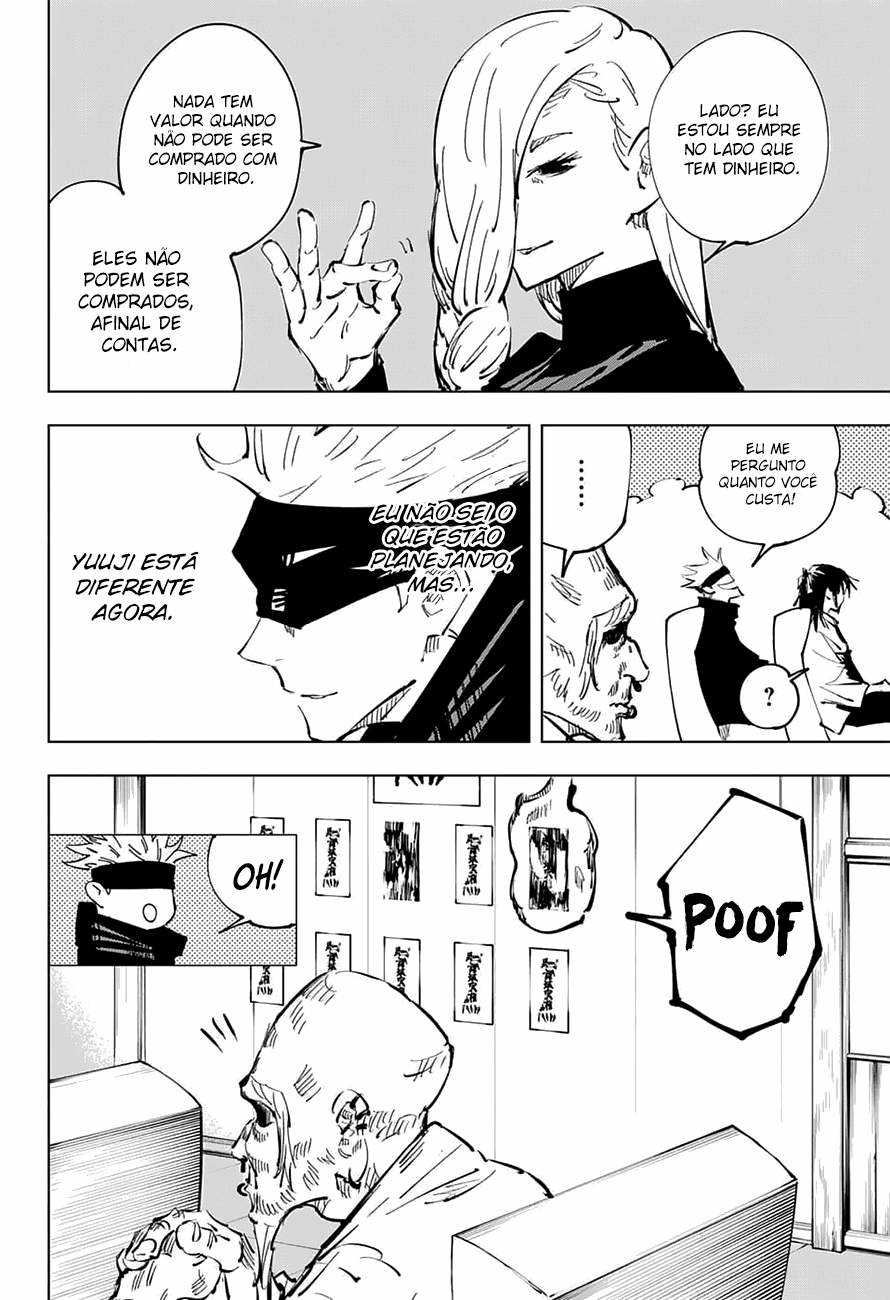 LADO? EU
ESTOU SEMPRE
NO LADO QUE
TEM DINHEIRO.
NADA TEM
VALOR QUANDO
NÃO PODE SER
COMPRADO COM
DINHEIRO.
ELES NÃO
PODEM SER
COMPRADOS,
AFINAL DE
CONTAS.
EU ME
PERGUNTO
QUANTO VOCÊ
CUSTA!
?
......
EU NÃO SEI O
QUE ESTÃO
PLANEJANDO,
MAS...
YUUJI ESTÁ
DIFERENTE
AGORA.
POOF
OH!